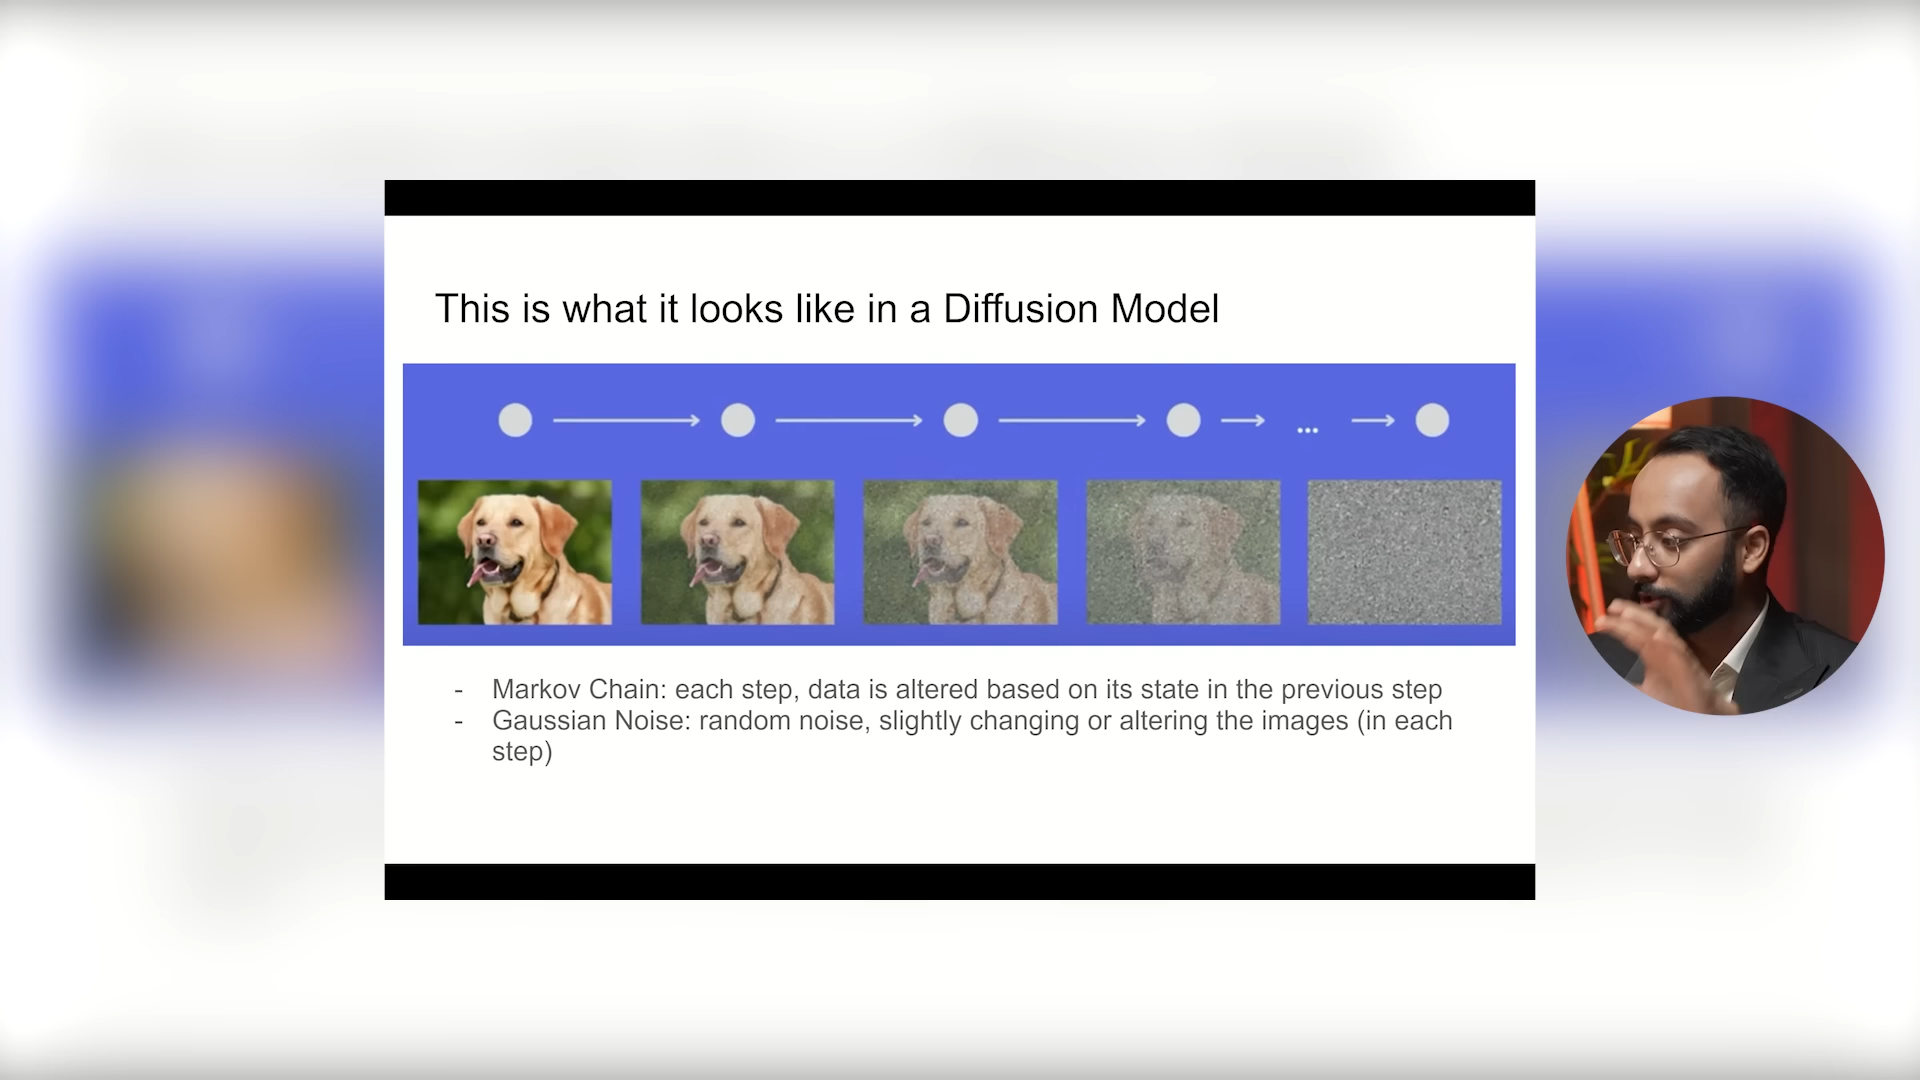 This is what it looks like in a Diffusion Model
...
- Markov Chain: each step, data is altered based on its state in the previous step
- Gaussian Noise: random noise, slightly changing or altering the images (in each
step)